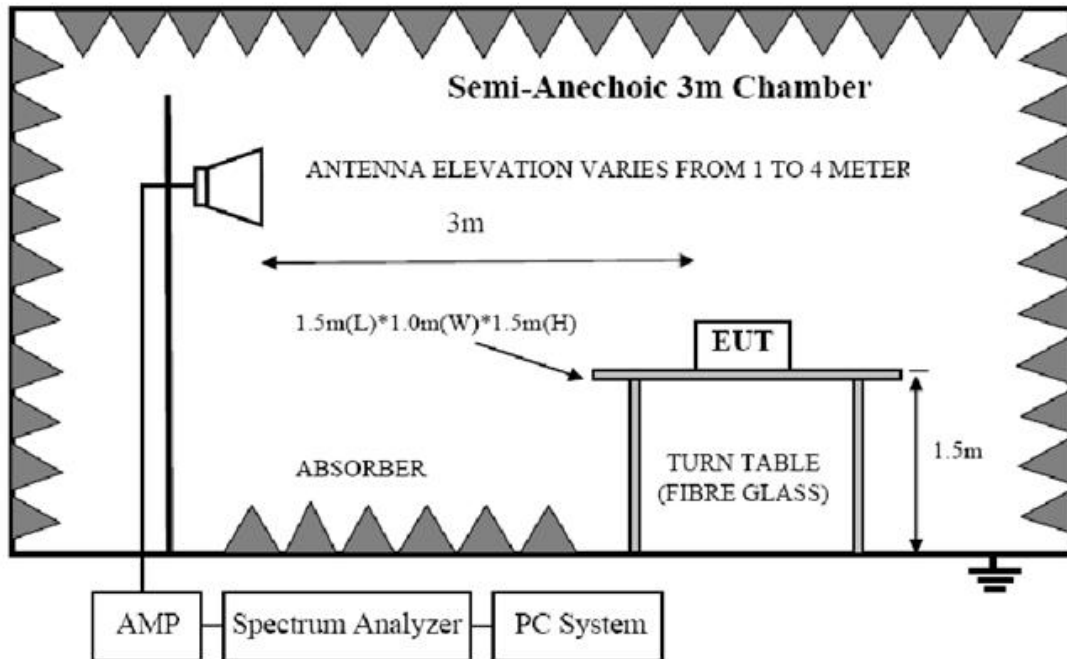 Semi-Anechoic 3m Chamber
ANTENNA ELEVATION VARIES FROM 1 TO 4 METER
3m
1.5m(L)*1.0m(W)*1.5m(H)
EUT
1.5m
ABSORBER
TURN TABLE
(FIBRE GLASS)
AMP
Spectrum Analyzer
PC System